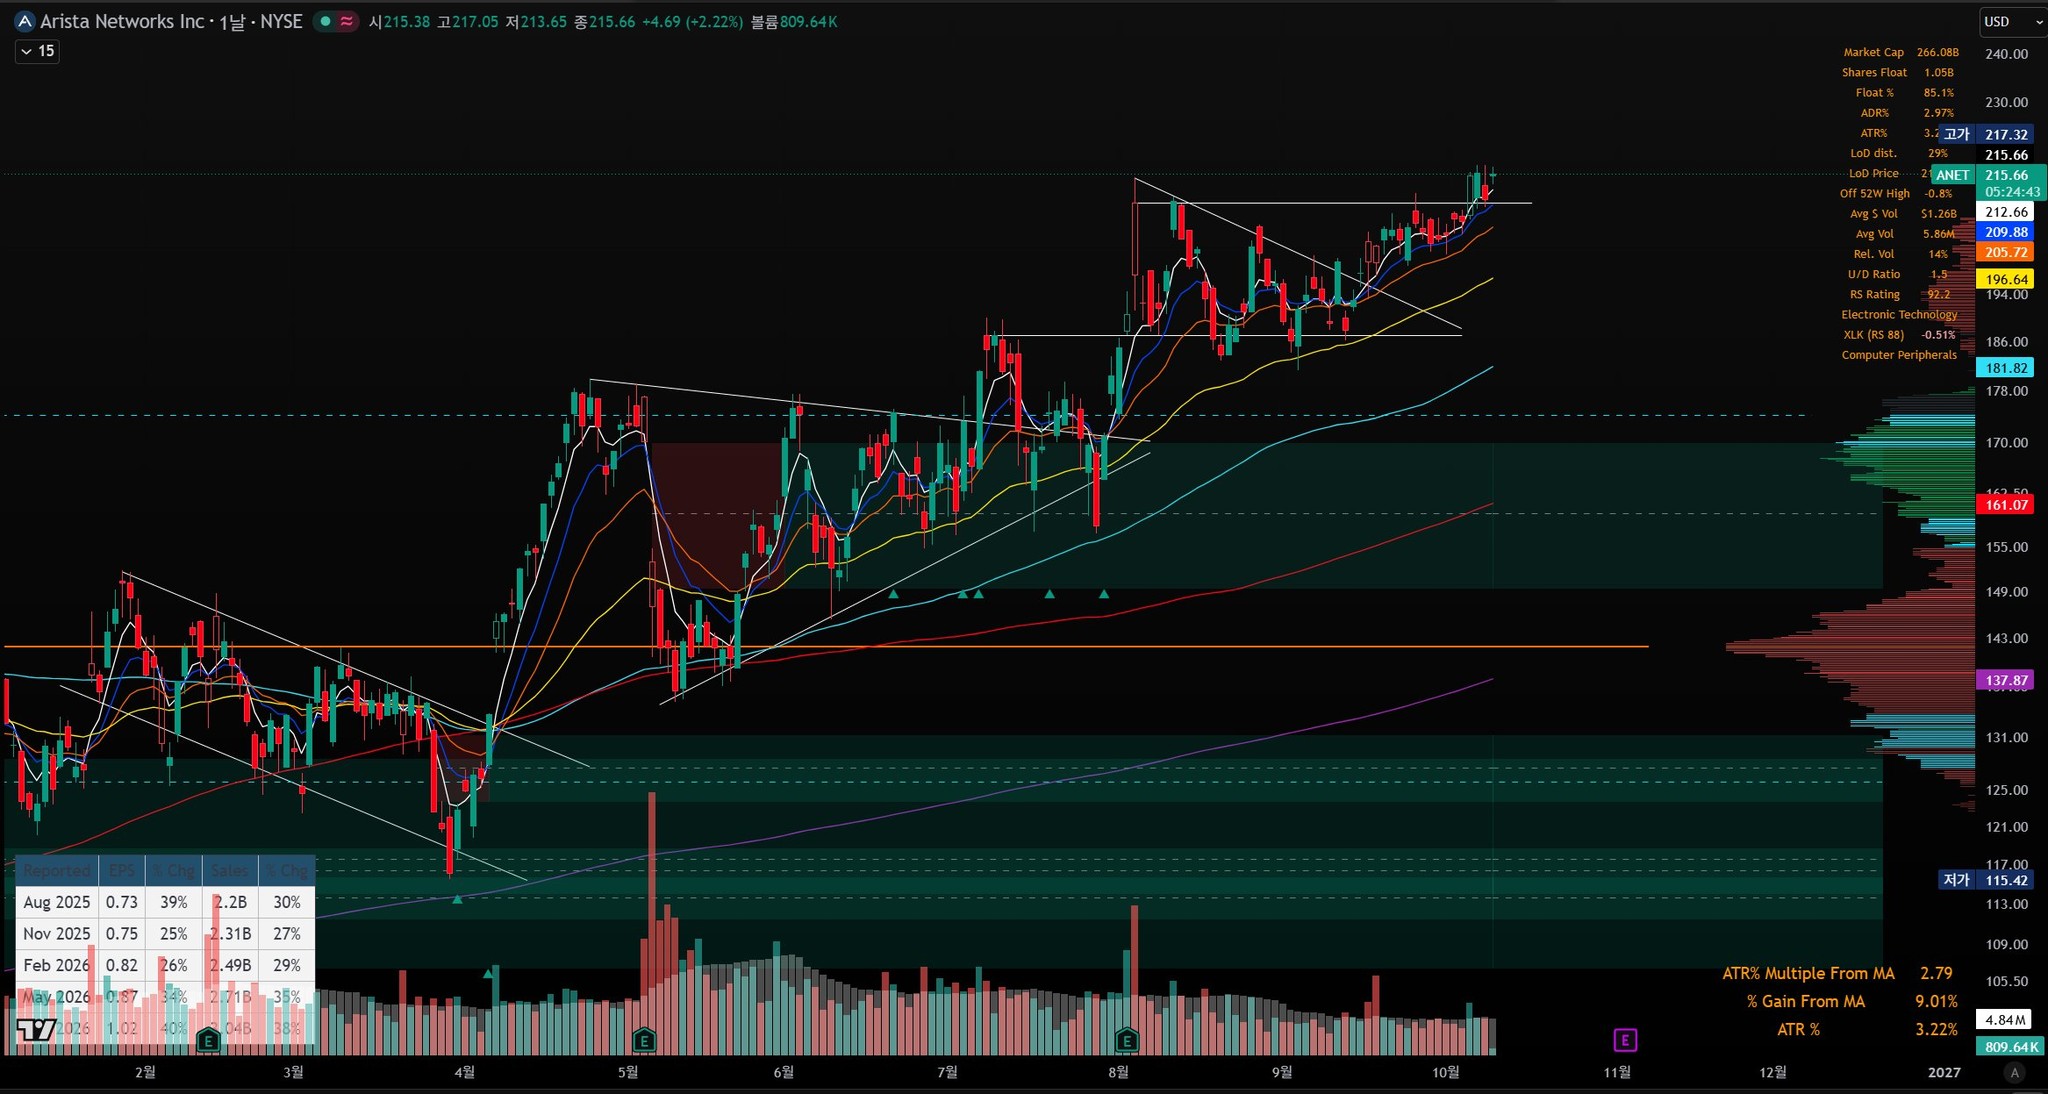 Arista Networks Inc · 1날 · NYSE 시215.38 고217.05 저213.65 종215.66 +4.69 (+2.22%) 볼륨809.64K
15
USD
240.00
230.00
고가 217.32
215.66
ANET 215.66
05:24:43
212.66
209.88
205.72
196.64
194.00
186.00
181.82
178.00
170.00
161.07
155.00
149.00
143.00
137.87
131.00
125.00
121.00
117.00
저가 115.42
113.00
109.00
105.50
4.84M
809.64K
Market Cap 266.08B
Shares Float 1.05B
Float % 85.1%
ADR% 2.97%
ATR%
LoD dist. 29%
LoD Price
Off 52W High -0.8%
Avg $ Vol $1.26B
Avg Vol 5.86M
Rel. Vol 14%
U/D Ratio 1.5
RS Rating 92.2
Electronic Technology
XLK (RS 88) -0.51%
Computer Peripherals
Reported EPS % Chg Sales % Chg
Aug 2025 0.73 39% 2.2B 30%
Nov 2025 0.75 25% 2.31B 27%
Feb 2026 0.82 26% 2.49B 29%
May 2026 0.87 34% 2.71B 35%
2026 1.02 40% 3.04B 38%
ATR% Multiple From MA 2.79
% Gain From MA 9.01%
ATR % 3.22%
E
E
E
E
2월 3월 4월 5월 6월 7월 8월 9월 10월 11월 12월 2027
A